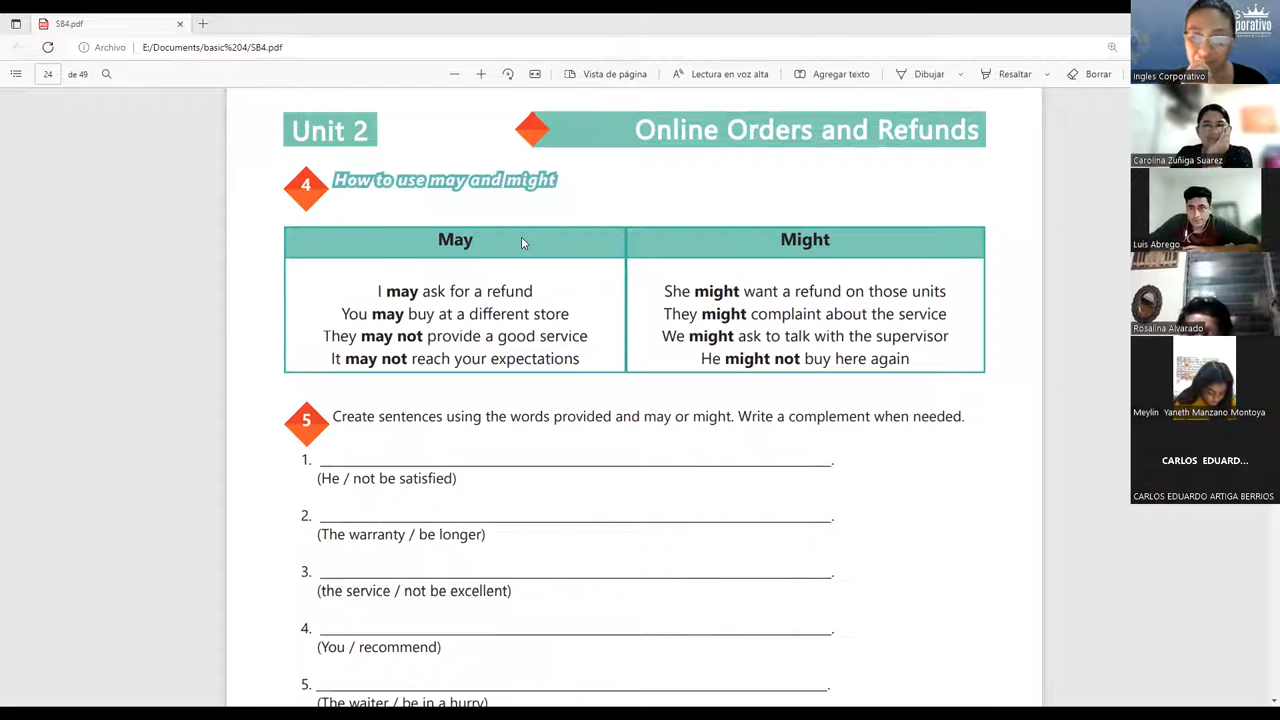 SB4.pdf
Archivo
E:/Documents/basic%204/SB4.pdf
24
de 49
Vista de página
Lectura en voz alta
Agregar texto
Dibujar
Resaltar
Borrar
Unit 2
Online Orders and Refunds
4
How to use may and might
May
Might
I may ask for a refund
You may buy at a different store
They may not provide a good service
It may not reach your expectations
She might want a refund on those units
They might complaint about the service
We might ask to talk with the supervisor
He might not buy here again
5
Create sentences using the words provided and may or might. Write a complement when needed.
1. ______.
(He / not be satisfied)
2. ______.
(The warranty / be longer)
3. ______.
(the service / not be excellent)
4. ______.
(You / recommend)
5. ______.
(The waiter / be in a hurry)
Ingles Corporativo
Carolina Zuñiga Suarez
Luis Abrego
Rosalina Alvarado
Meylin Yaneth Manzano Montoya
CARLOS EDUARD...
CARLOS EDUARDO ARTIGA BERRIOS